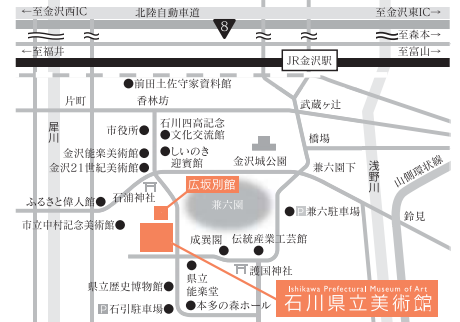 ←至金沢西IC
北陸自動車道
至金沢東IC→
8
至森本→
←至福井
至富山→
JR金沢駅
前田土佐守家資料館
片町
香林坊
武蔵ヶ辻
犀川
市役所
石川四高記念
文化交流館
橋場
金沢能楽美術館
しいのき
迎賓館
金沢城公園
金沢21世紀美術館
兼六園下
浅野川
山側環状線
石浦神社
広坂別館
ふるさと偉人館
兼六園
P兼六駐車場
鈴見
市立中村記念美術館
成巽閣
伝統産業工芸館
県立
能楽堂
護国神社
県立歴史博物館
本多の森ホール
P石引駐車場
Ishikawa Prefectural Museum of Art
石川県立美術館